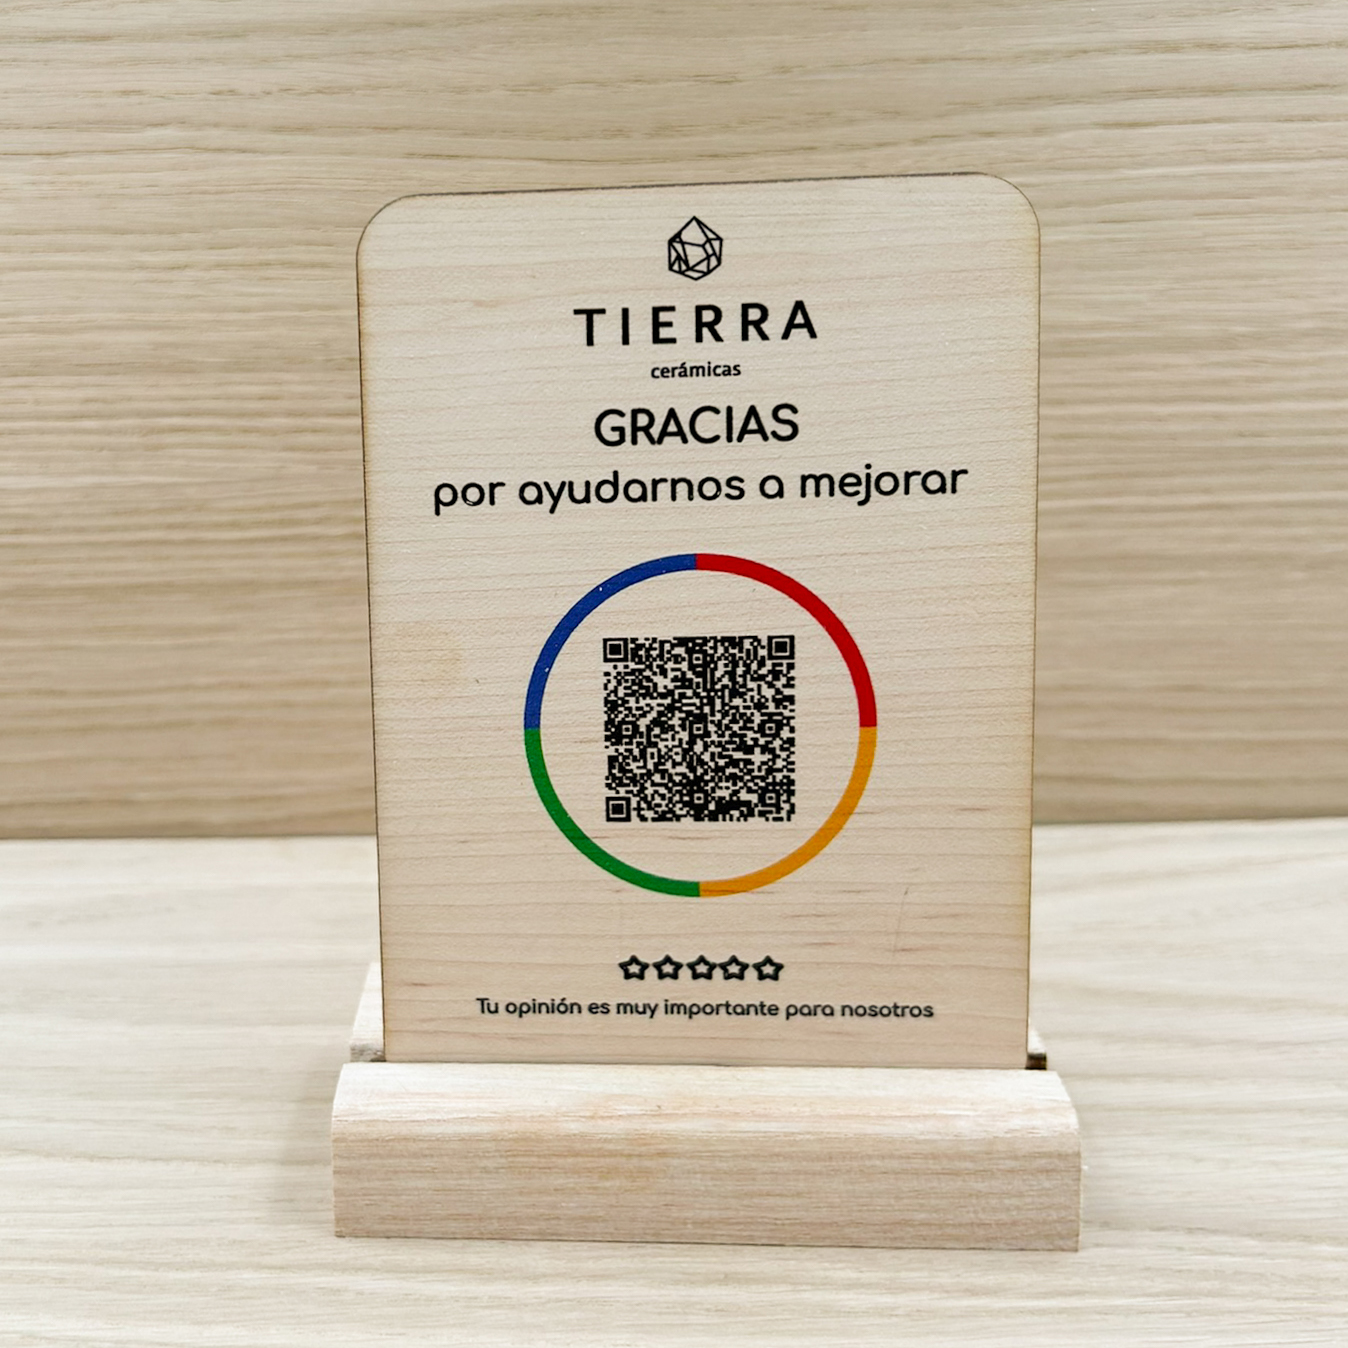 TIERRA
cerámicas
GRACIAS
por ayudarnos a mejorar
Tu opinión es muy importante para nosotros